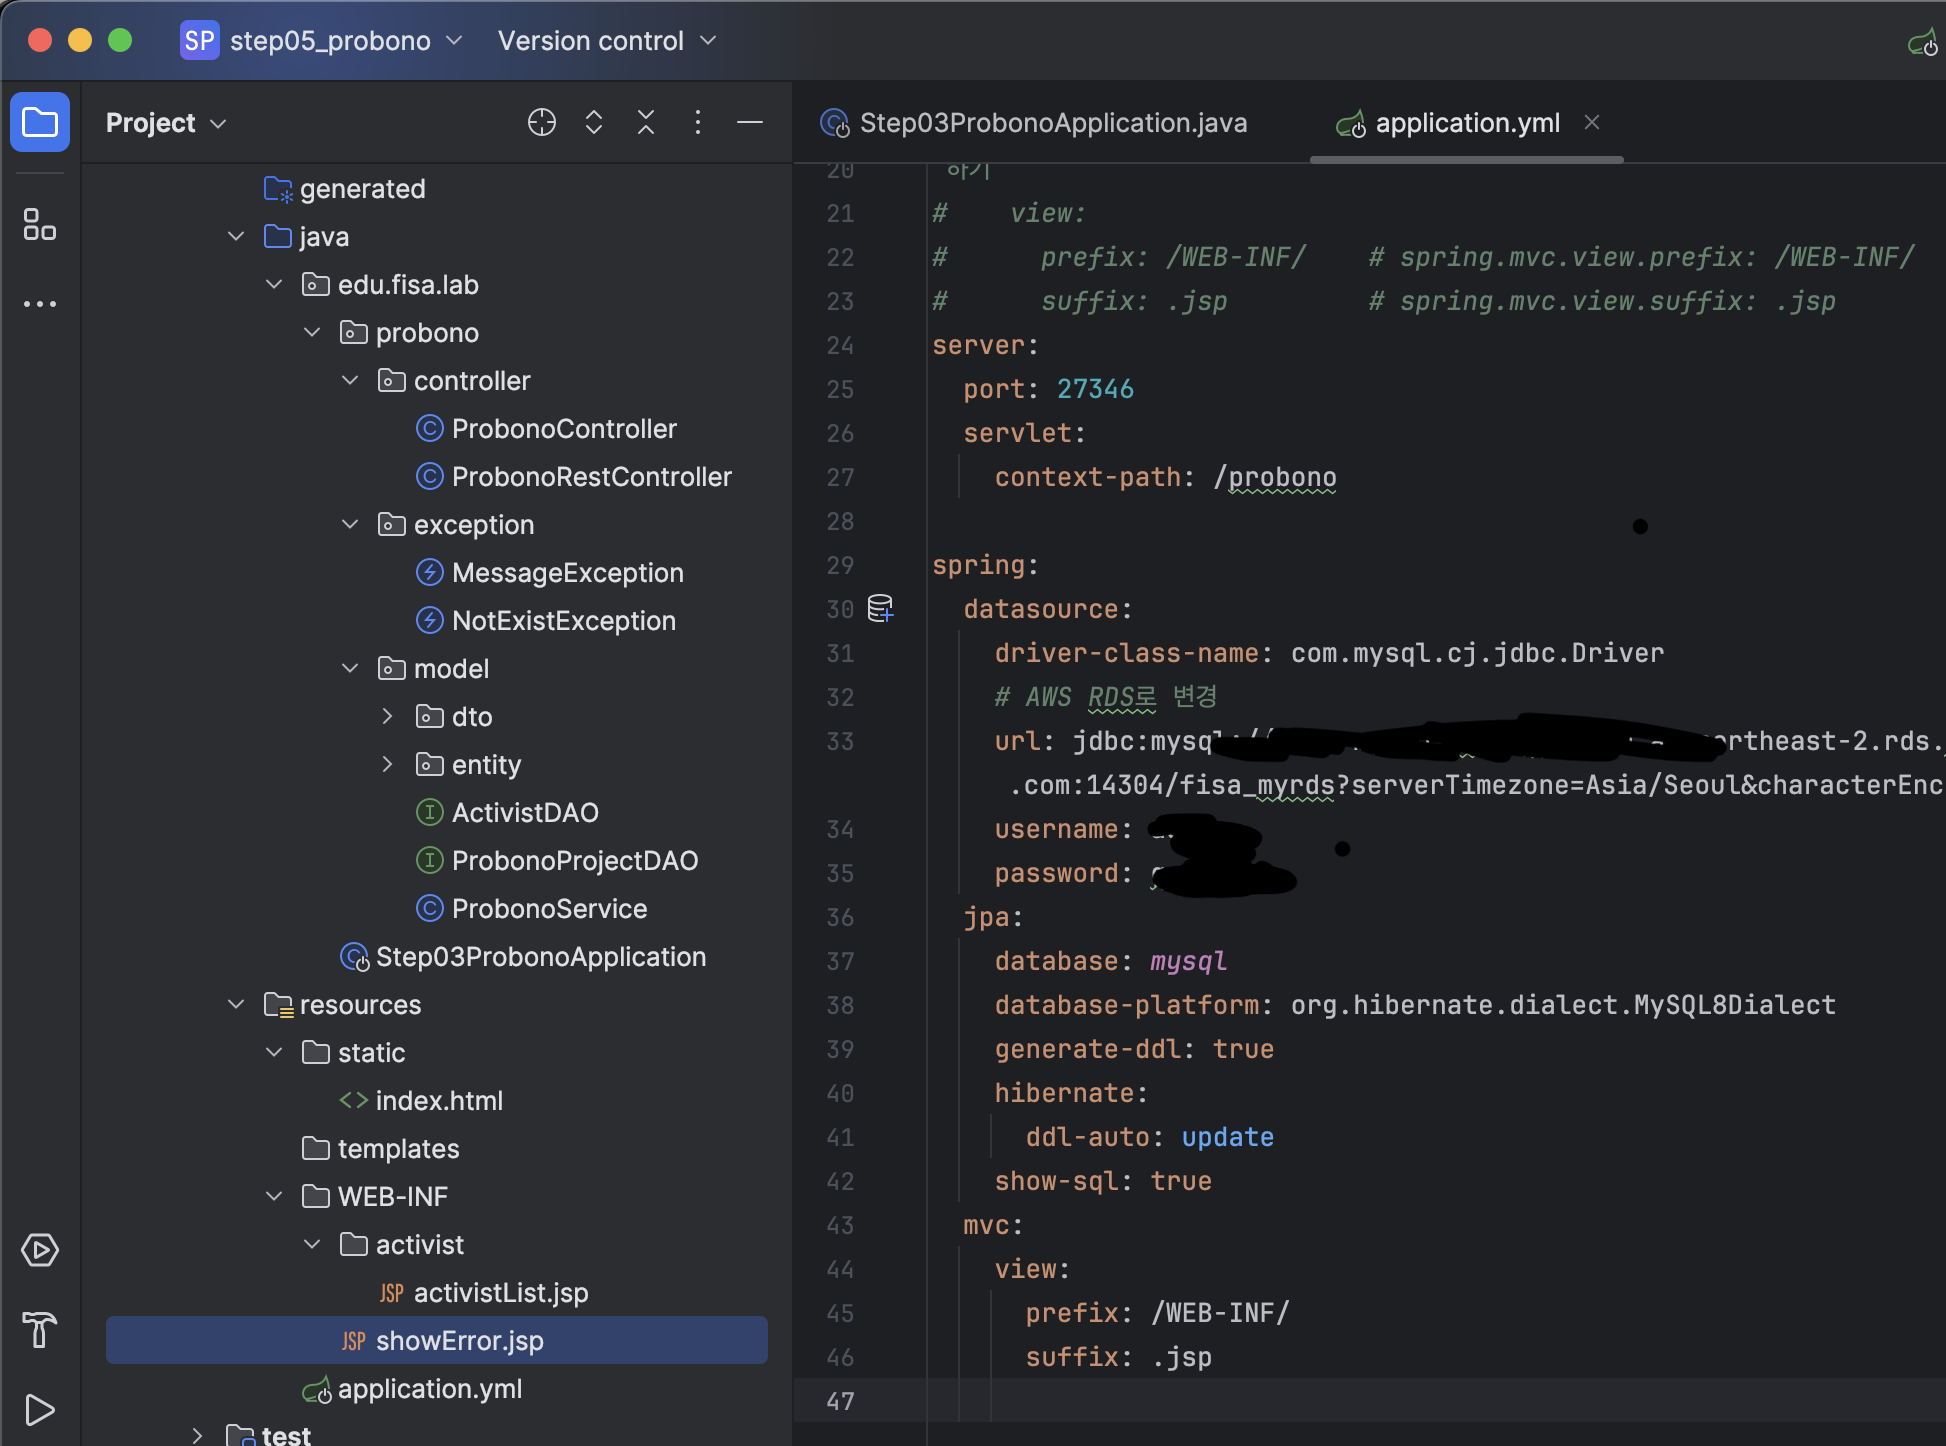 SP step05_probono Version control
Project
generated
java
edu.fisa.lab
probono
controller
ProbonoController
ProbonoRestController
exception
MessageException
NotExistException
model
dto
entity
ActivistDAO
ProbonoProjectDAO
ProbonoService
Step03ProbonoApplication
resources
static
index.html
templates
WEB-INF
activist
JSP activistList.jsp
JSP showError.jsp
application.yml
test
Step03ProbonoApplication.java application.yml
20 하기
21 # view:
22 # prefix: /WEB-INF/ # spring.mvc.view.prefix: /WEB-INF/
23 # suffix: .jsp # spring.mvc.view.suffix: .jsp
24 server:
25 port: 27346
26 servlet:
27 context-path: /probono
28
29 spring:
30 datasource:
31 driver-class-name: com.mysql.cj.jdbc.Driver
32 # AWS RDS로 변경
33 url: jdbc:mysql:// ortheast-2.rds.
.com:14304/fisa_myrds?serverTimezone=Asia/Seoul&characterEnc
34 username:
35 password:
36 jpa:
37 database: mysql
38 database-platform: org.hibernate.dialect.MySQL8Dialect
39 generate-ddl: true
40 hibernate:
41 ddl-auto: update
42 show-sql: true
43 mvc:
44 view:
45 prefix: /WEB-INF/
46 suffix: .jsp
47